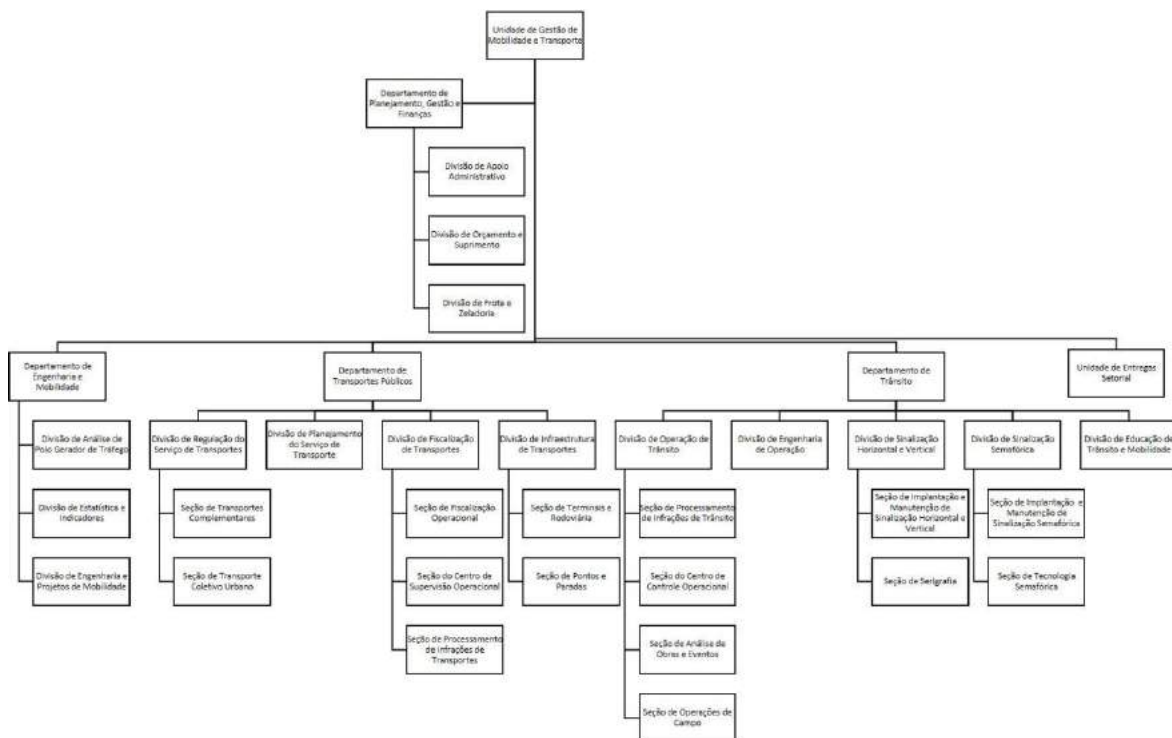 Unidade de Gestão de
Mobilidade e Transporte
Departamento de
Planejamento, Gestão e
Finanças
Divisão de Apoio
Administrativo
Divisão de Orçamento e
Suprimento
Divisão de Frota e
Zeladoria
Departamento de
Engenharia e
Mobilidade
Departamento de
Transportes Públicos
Departamento de
Trânsito
Unidade de Entregas
Setorial
Divisão de Análise de
Polo Gerador de Tráfego
Divisão de Regulação do
Serviço de Transportes
Divisão de Planejamento
do Serviço de
Transporte
Divisão de Fiscalização
de Transportes
Divisão de Infraestrutura
de Transportes
Divisão de Operação de
Trânsito
Divisão de Engenharia
de Operação
Divisão de Sinalização
Horizontal e Vertical
Divisão de Sinalização
Semafórica
Divisão de Educação de
Trânsito e Mobilidade
Divisão de Estatística e
Indicadores
Seção de Transportes
Complementares
Seção de Fiscalização
Operacional
Seção de Terminais e
Rodoviária
Seção de Processamento
de Infrações de Trânsito
Seção de Implantação e
Manutenção de
Sinalização Horizontal e
Vertical
Seção de Implantação e
Manutenção de
Sinalização Semafórica
Divisão de Engenharia e
Projetos de Mobilidade
Seção de Transporte
Coletivo Urbano
Seção do Centro de
Supervisão Operacional
Seção de Pontos e
Paradas
Seção do Centro de
Controle Operacional
Seção de Serigrafia
Seção de Tecnologia
Semafórica
Seção de Processamento
de Infrações de
Transportes
Seção de Análise de
Obras e Eventos
Seção de Operações de
Campo